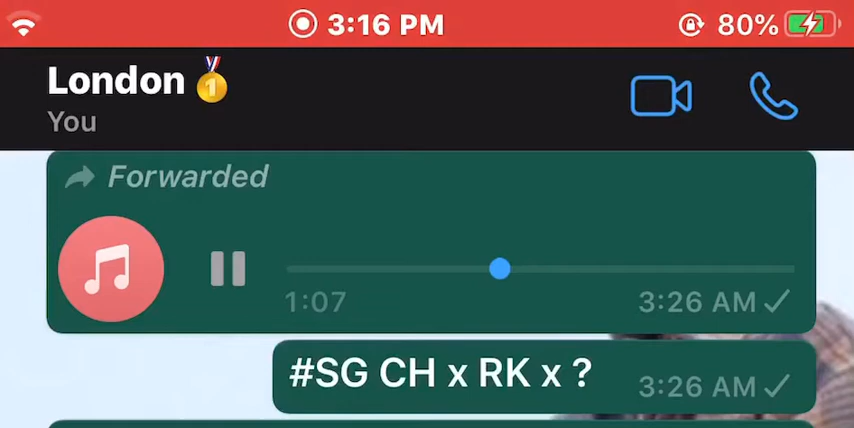 3:16 PM
80%
London🥇
You
Forwarded
1:07
3:26 AM
#SG CH x RK x ?
3:26 AM